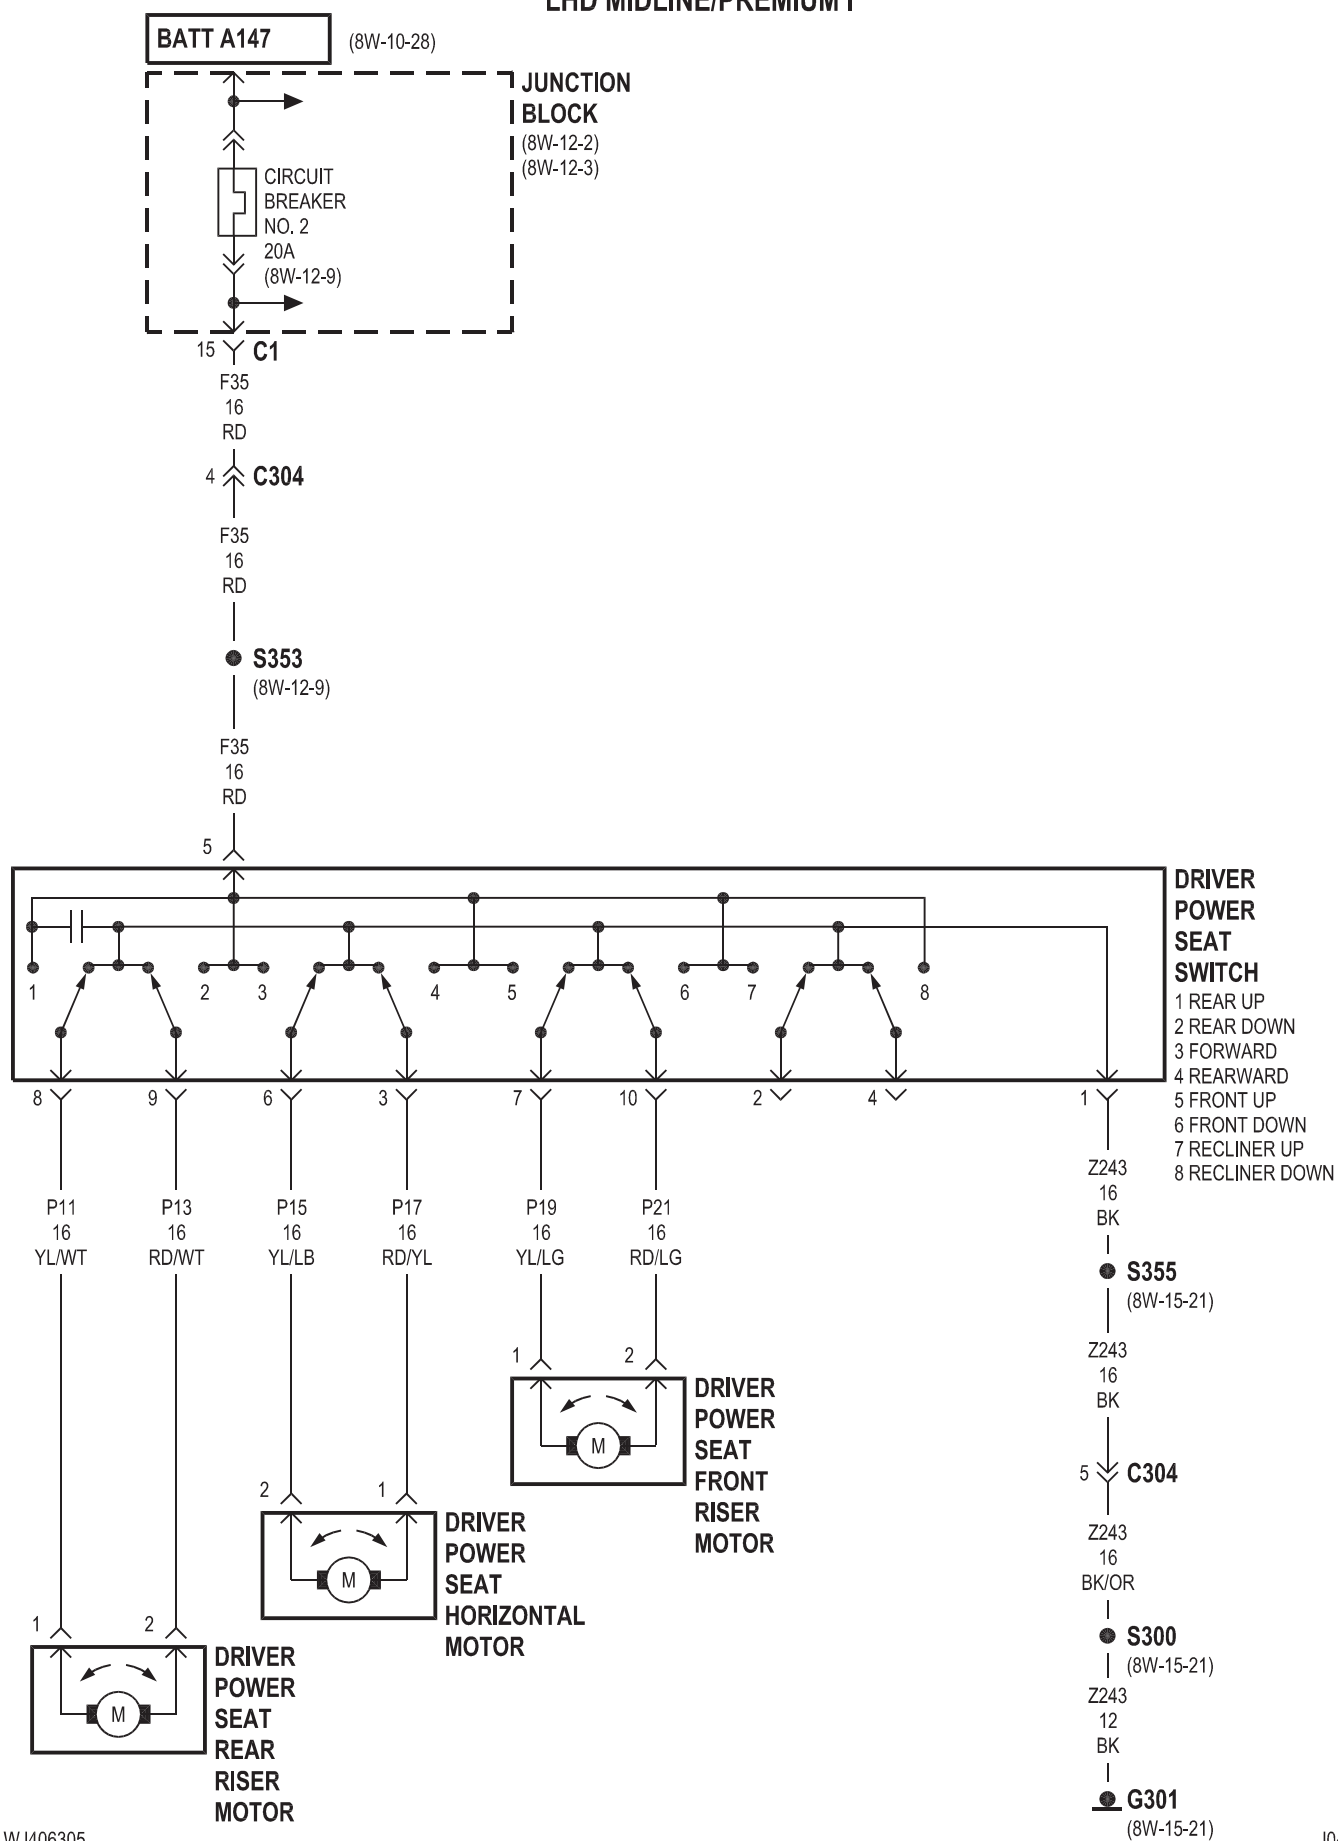 LHD MIDLINE/PREMIUM I
BATT A147
(8W-10-28)
JUNCTION
BLOCK
(8W-12-2)
(8W-12-3)
CIRCUIT
BREAKER
NO. 2
20A
(8W-12-9)
15
C1
F35
16
RD
4
C304
F35
16
RD
S353
(8W-12-9)
F35
16
RD
5
DRIVER
POWER
SEAT
SWITCH
1 REAR UP
2 REAR DOWN
3 FORWARD
4 REARWARD
5 FRONT UP
6 FRONT DOWN
7 RECLINER UP
8 RECLINER DOWN
1 2 3 4 5 6 7 8
8 9 6 3 7 10 2 4 1
P11
16
YL/WT
P13
16
RD/WT
P15
16
YL/LB
P17
16
RD/YL
P19
16
YL/LG
P21
16
RD/LG
Z243
16
BK
S355
(8W-15-21)
Z243
16
BK
5
C304
Z243
16
BK/OR
S300
(8W-15-21)
Z243
12
BK
G301
(8W-15-21)
1 2
M
DRIVER
POWER
SEAT
FRONT
RISER
MOTOR
2 1
M
DRIVER
POWER
SEAT
HORIZONTAL
MOTOR
1 2
M
DRIVER
POWER
SEAT
REAR
RISER
MOTOR
WJ406305